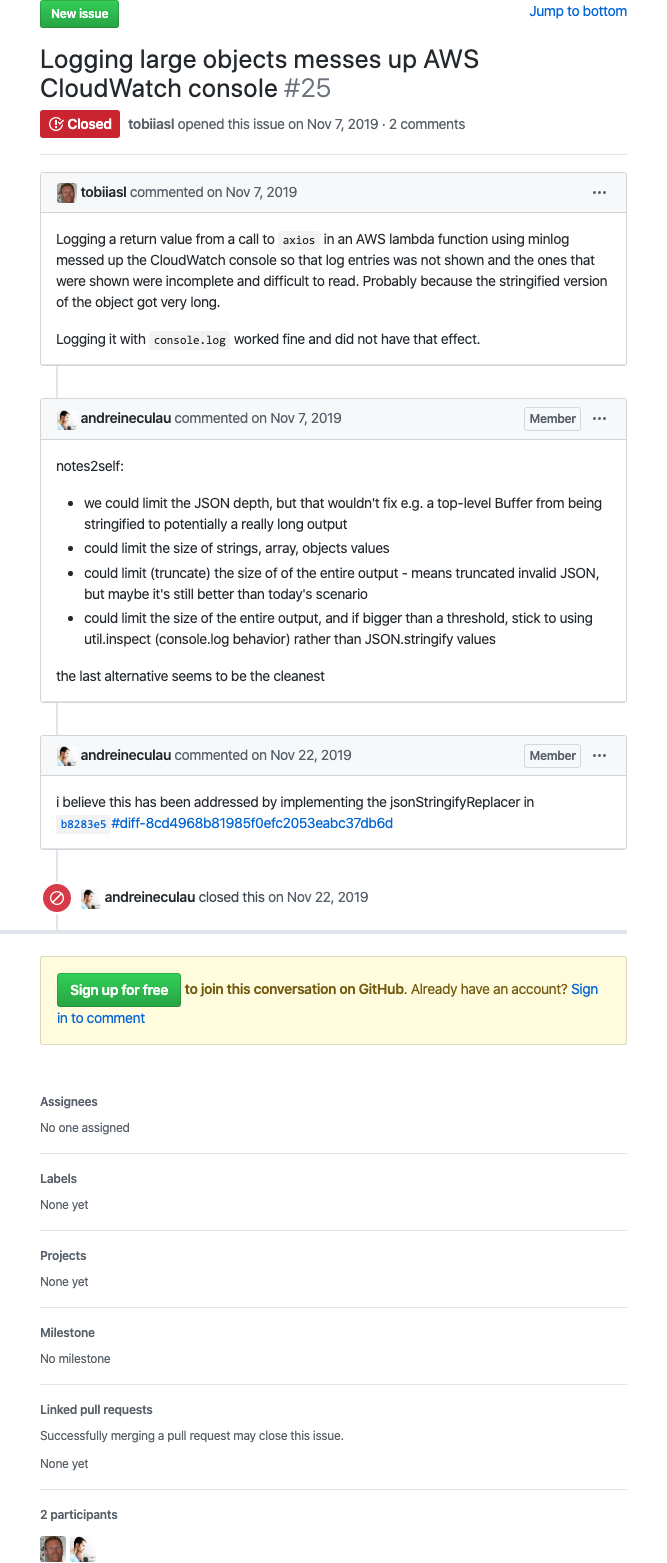 New issue
Jump to bottom
Logging large objects messes up AWS
CloudWatch console #25
Closed tobiiasl opened this issue on Nov 7, 2019 · 2 comments
tobiiasl commented on Nov 7, 2019
Logging a return value from a call to axios in an AWS lambda function using minlog
messed up the CloudWatch console so that log entries was not shown and the ones that
were shown were incomplete and difficult to read. Probably because the stringified version
of the object got very long.
Logging it with console.log worked fine and did not have that effect.
andreineculau commented on Nov 7, 2019
Member
notes2self:
• we could limit the JSON depth, but that wouldn't fix e.g. a top-level Buffer from being
stringified to potentially a really long output
• could limit the size of strings, array, objects values
• could limit (truncate) the size of of the entire output - means truncated invalid JSON,
but maybe it's still better than today's scenario
• could limit the size of the entire output, and if bigger than a threshold, stick to using
util.inspect (console.log behavior) rather than JSON.stringify values
the last alternative seems to be the cleanest
andreineculau commented on Nov 22, 2019
Member
i believe this has been addressed by implementing the jsonStringifyReplacer in
b8283e5 #diff-8cd4968b81985f0efc2053eabc37db6d
andreineculau closed this on Nov 22, 2019
Sign up for free to join this conversation on GitHub. Already have an account? Sign
in to comment
Assignees
No one assigned
Labels
None yet
Projects
None yet
Milestone
No milestone
Linked pull requests
Successfully merging a pull request may close this issue.
None yet
2 participants